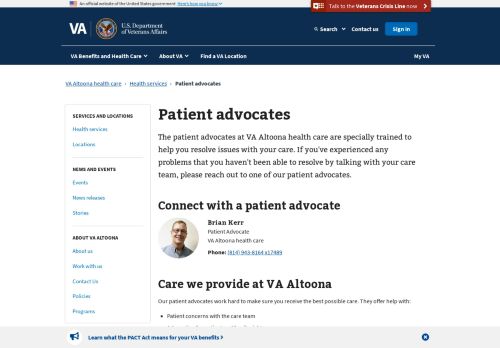 An official website of the United States government Here's how you know
Talk to the Veterans Crisis Line now
VA
U.S. Department
of Veterans Affairs
Search
Contact us
Sign in
VA Benefits and Health Care
About VA
Find a VA Location
My VA
VA Altoona health care › Health services › Patient advocates
SERVICES AND LOCATIONS
Health services
Locations
NEWS AND EVENTS
Events
News releases
Stories
ABOUT VA ALTOONA
About us
Work with us
Contact Us
Policies
Programs
Patient advocates
The patient advocates at VA Altoona health care are specially trained to
help you resolve issues with your care. If you've experienced any
problems that you haven't been able to resolve by talking with your care
team, please reach out to one of our patient advocates.
Connect with a patient advocate
Brian Kerr
Patient Advocate
VA Altoona health care
Phone: (814) 943-8164 x17489
Care we provide at VA Altoona
Our patient advocates work hard to make sure you receive the best possible care. They offer help with:
• Patient concerns with the care team
Learn what the PACT Act means for your VA benefits >